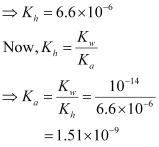 ⇒ K_h = 6.6×10⁻⁶
Now, K_h = K_w / K_a
⇒ K_a = K_w / K_h = 10⁻¹⁴ / 6.6×10⁻⁶
= 1.51×10⁻⁹